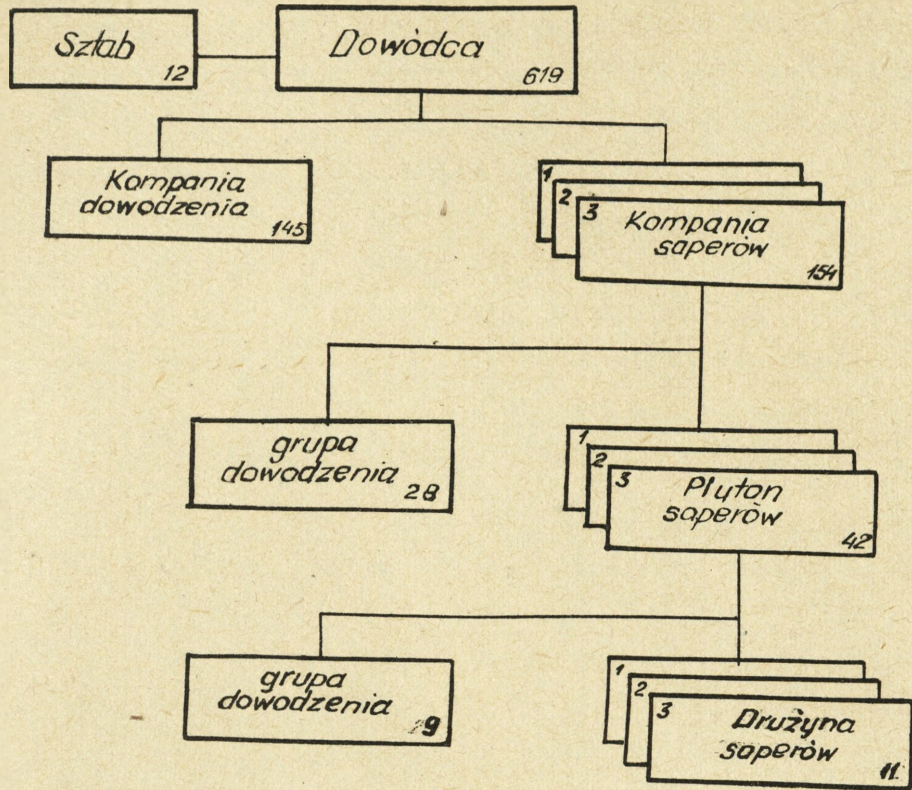 Sztab
12
Dowódca
619
Kompania
dowodzenia
145
1
2
3
Kompania
saperów
154
grupa
dowodzenia
28
1
2
3
Pluton
saperów
42
grupa
dowodzenia
9
1
2
3
Drużyna
saperów
11